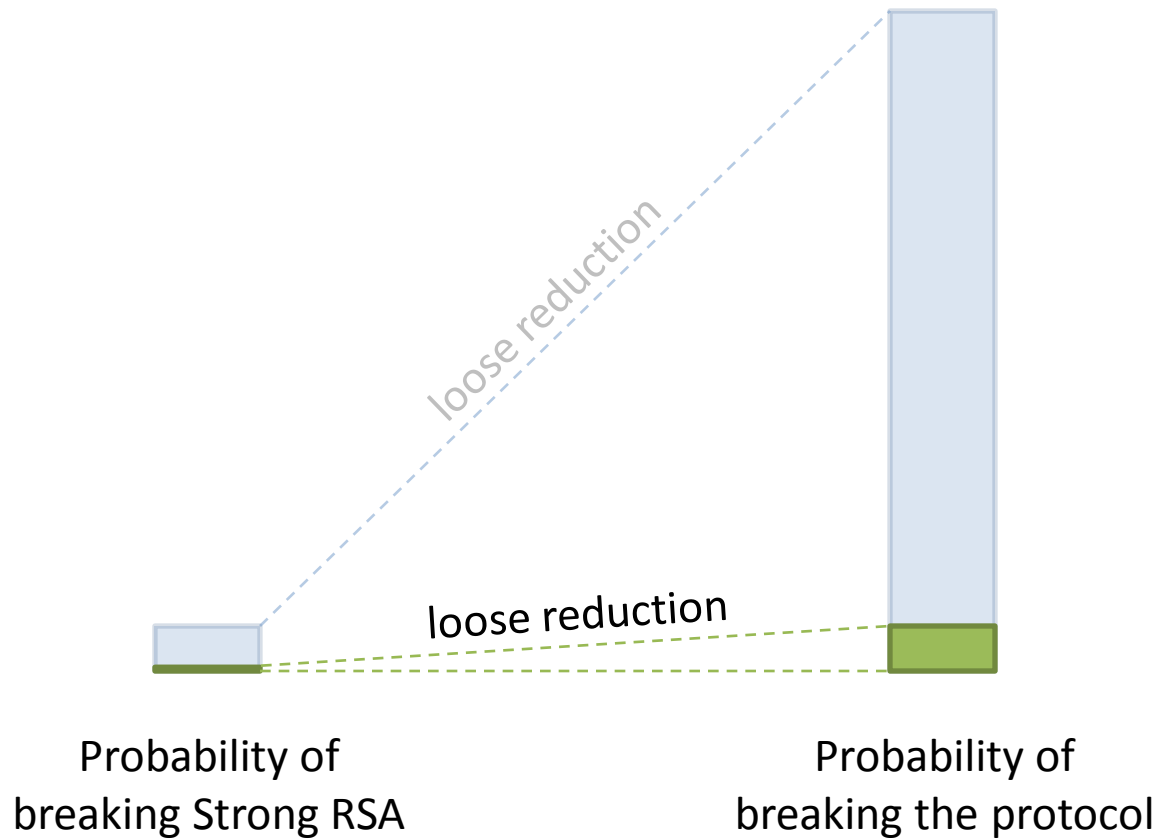 loose reduction
loose reduction
Probability of
breaking Strong RSA
Probability of
breaking the protocol